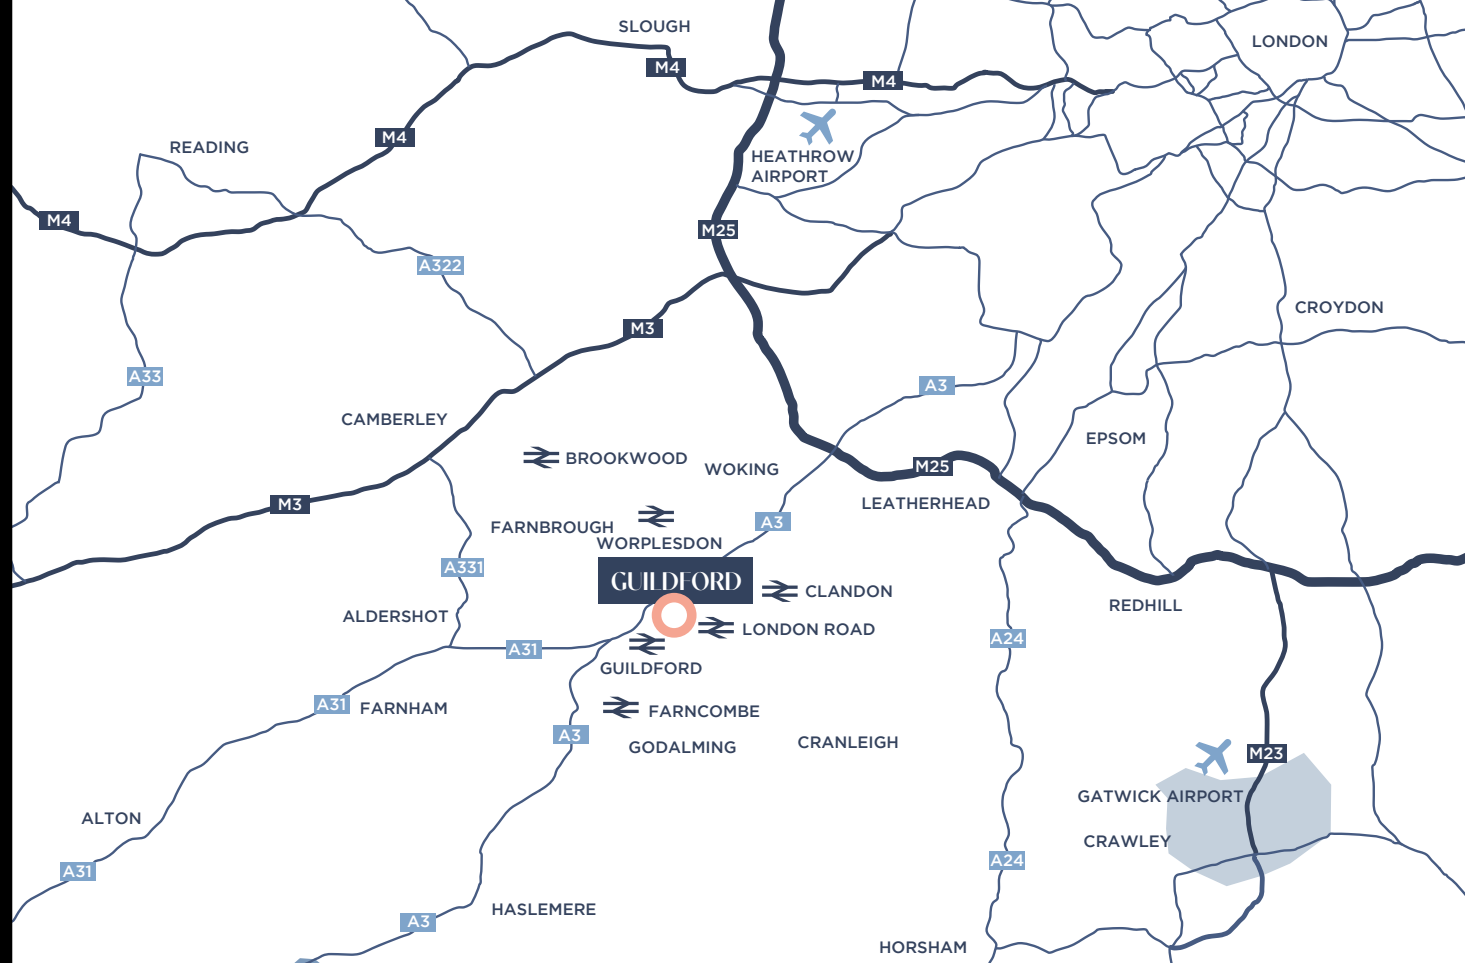 SLOUGH
LONDON
M4
M4
M4
READING
HEATHROW
AIRPORT
M4
M25
A322
CROYDON
M3
A33
A3
CAMBERLEY
EPSOM
BROOKWOOD
WOKING
M25
LEATHERHEAD
M3
A3
FARNBROUGH
WORPLESDON
A331
GUILDFORD
CLANDON
REDHILL
ALDERSHOT
LONDON ROAD
A24
A31
GUILDFORD
A31
FARNHAM
FARNCOMBE
A3
GODALMING
CRANLEIGH
M23
GATWICK AIRPORT
ALTON
CRAWLEY
A24
A31
HASLEMERE
A3
HORSHAM